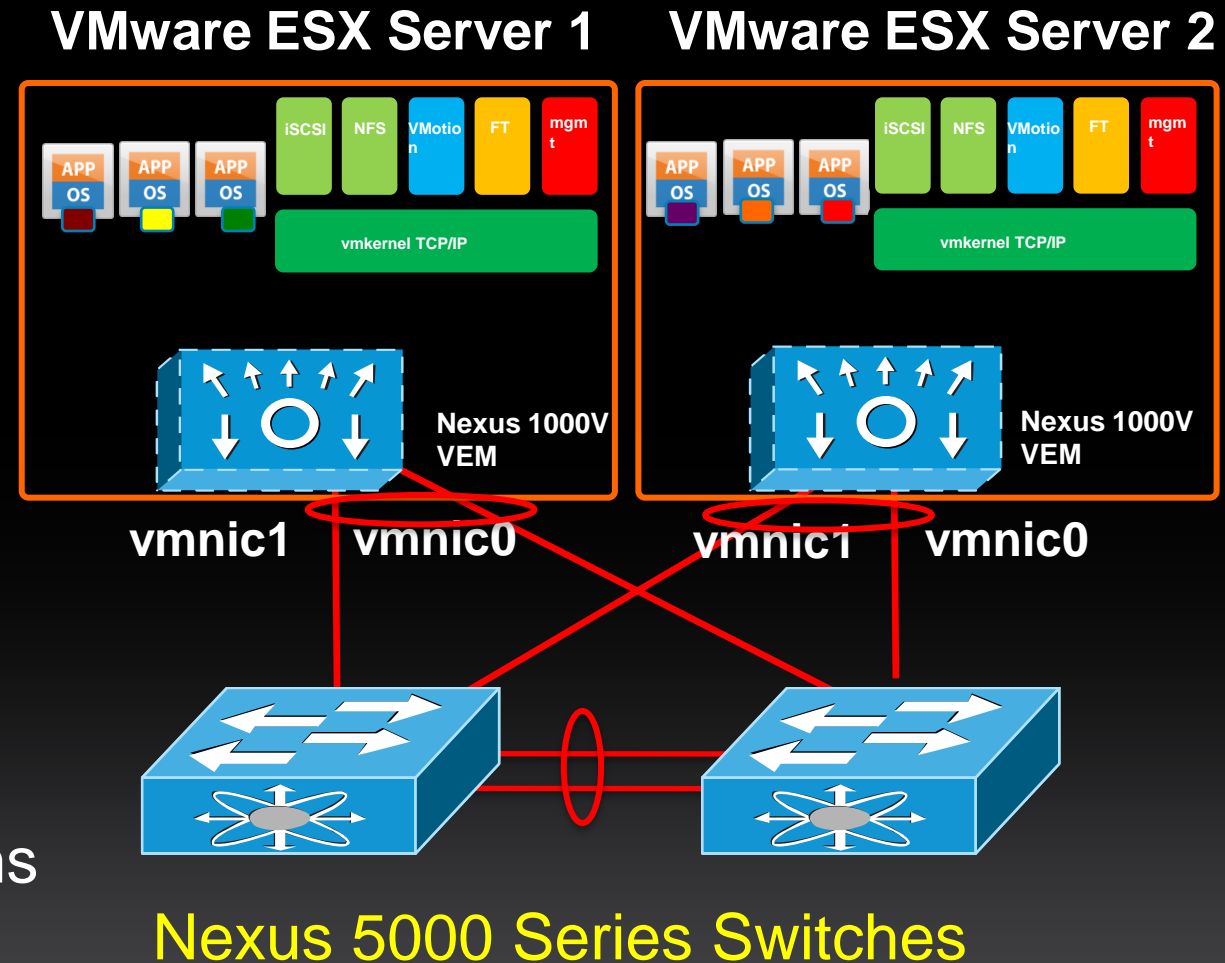 VMware ESX Server 1
VMware ESX Server 2
iSCSI
NFS
VMotio
n
FT
mgm
t
APP
OS
APP
OS
APP
OS
vmkernel TCP/IP
iSCSI
NFS
VMotio
n
FT
mgm
t
APP
OS
APP
OS
APP
OS
vmkernel TCP/IP
Nexus 1000V
VEM
Nexus 1000V
VEM
vmnic1
vmnic0
vmnic1
vmnic0
Nexus 5000 Series Switches